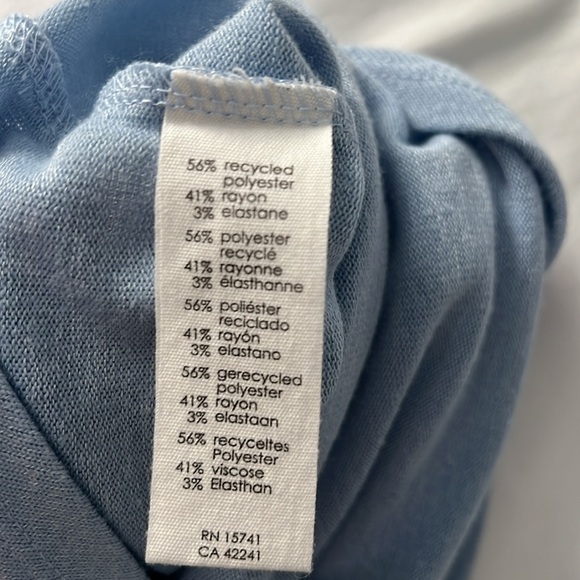 56% recycled
polyester
41% rayon
3% elastane
56% polyester
recyclé
41% rayonne
3% élasthanne
56% poliéster
reciclado
41% rayón
3% elastano
56% gerecycled
polyester
41% rayon
3% elastaan
56% recyceltes
Polyester
41% viscose
3% Elasthan
RN 15741
CA 42241